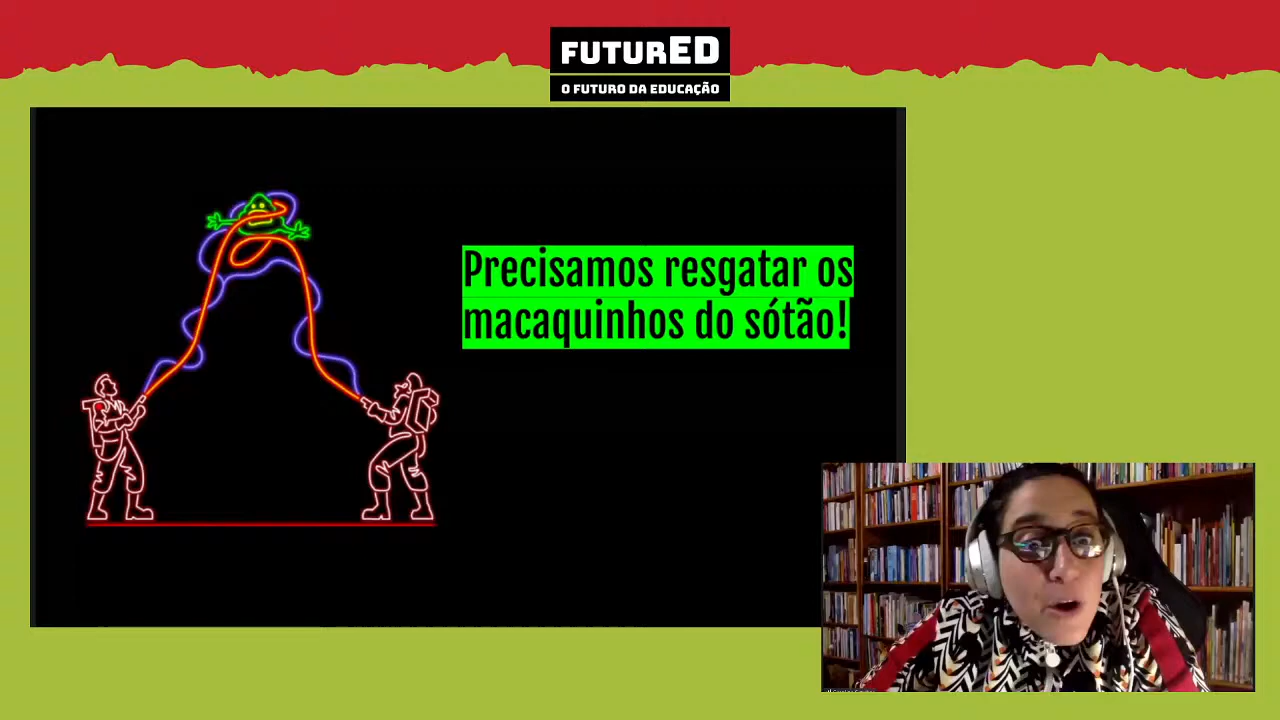 FUTURED
O FUTURO DA EDUCAÇÃO
Precisamos resgatar os
macaquinhos do sótão!